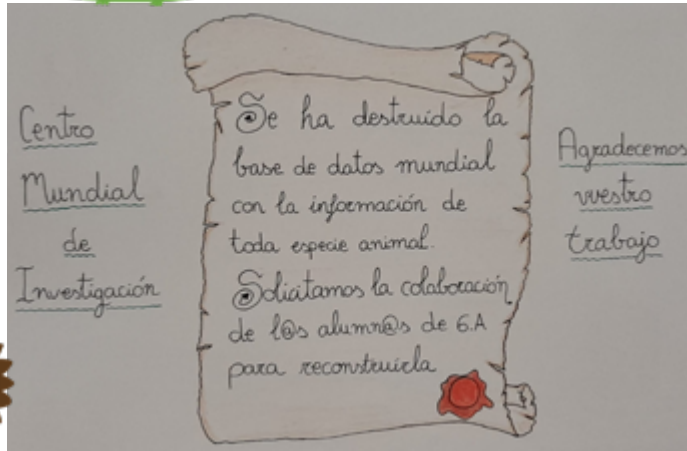 Centro
Mundial
de
Investigación
Se ha destruido la
base de datos mundial
con la información de
toda especie animal.
Solicitamos la colaboración
de l@s alumn@s de 6.A
para reconstruirla
Agradecemos
vuestro
trabajo